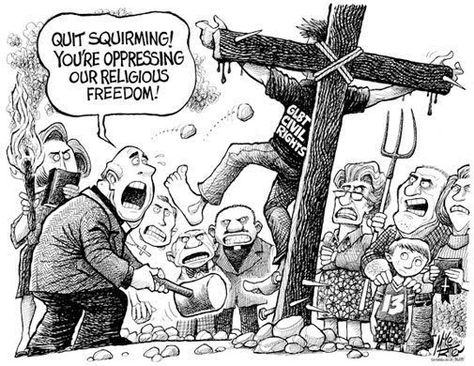 QUIT SQUIRMING!
YOU'RE OPPRESSING
OUR RELIGIOUS
FREEDOM!
GLBT
CIVIL
RIGHTS
13